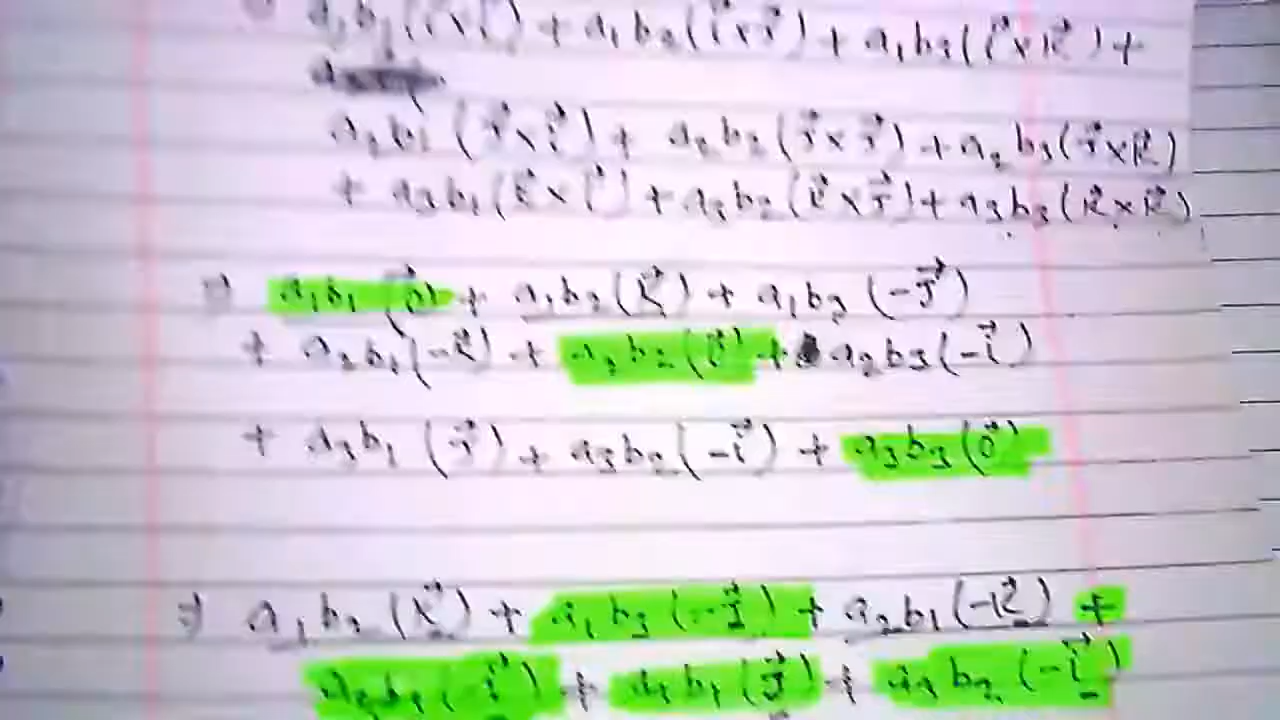 a₁b₁(i⃗×i⃗) + a₁b₂(i⃗×j⃗) + a₁b₃(i⃗×k⃗) +
a₂b₁ (j⃗×i⃗) + a₂b₂(j⃗×j⃗) + a₂b₃(j⃗×k⃗)
+ a₃b₁(k⃗×i⃗) + a₃b₂(k⃗×j⃗) + a₃b₃(k⃗×k⃗)
⇒ a₁b₁ (0⃗) + a₁b₂(k⃗) + a₁b₃ (-j⃗)
+ a₂b₁(-k⃗) + a₂b₂(0⃗) + a₂b₃(-i⃗)
+ a₃b₁ (j⃗) + a₃b₂(-i⃗) + a₃b₃(0⃗)
⇒ a₁b₂ (k⃗) + a₁b₃(-j⃗) + a₂b₁(-k⃗) +
a₂b₃(-i⃗) + a₃b₁(j⃗) + a₃b₂ (-i⃗)